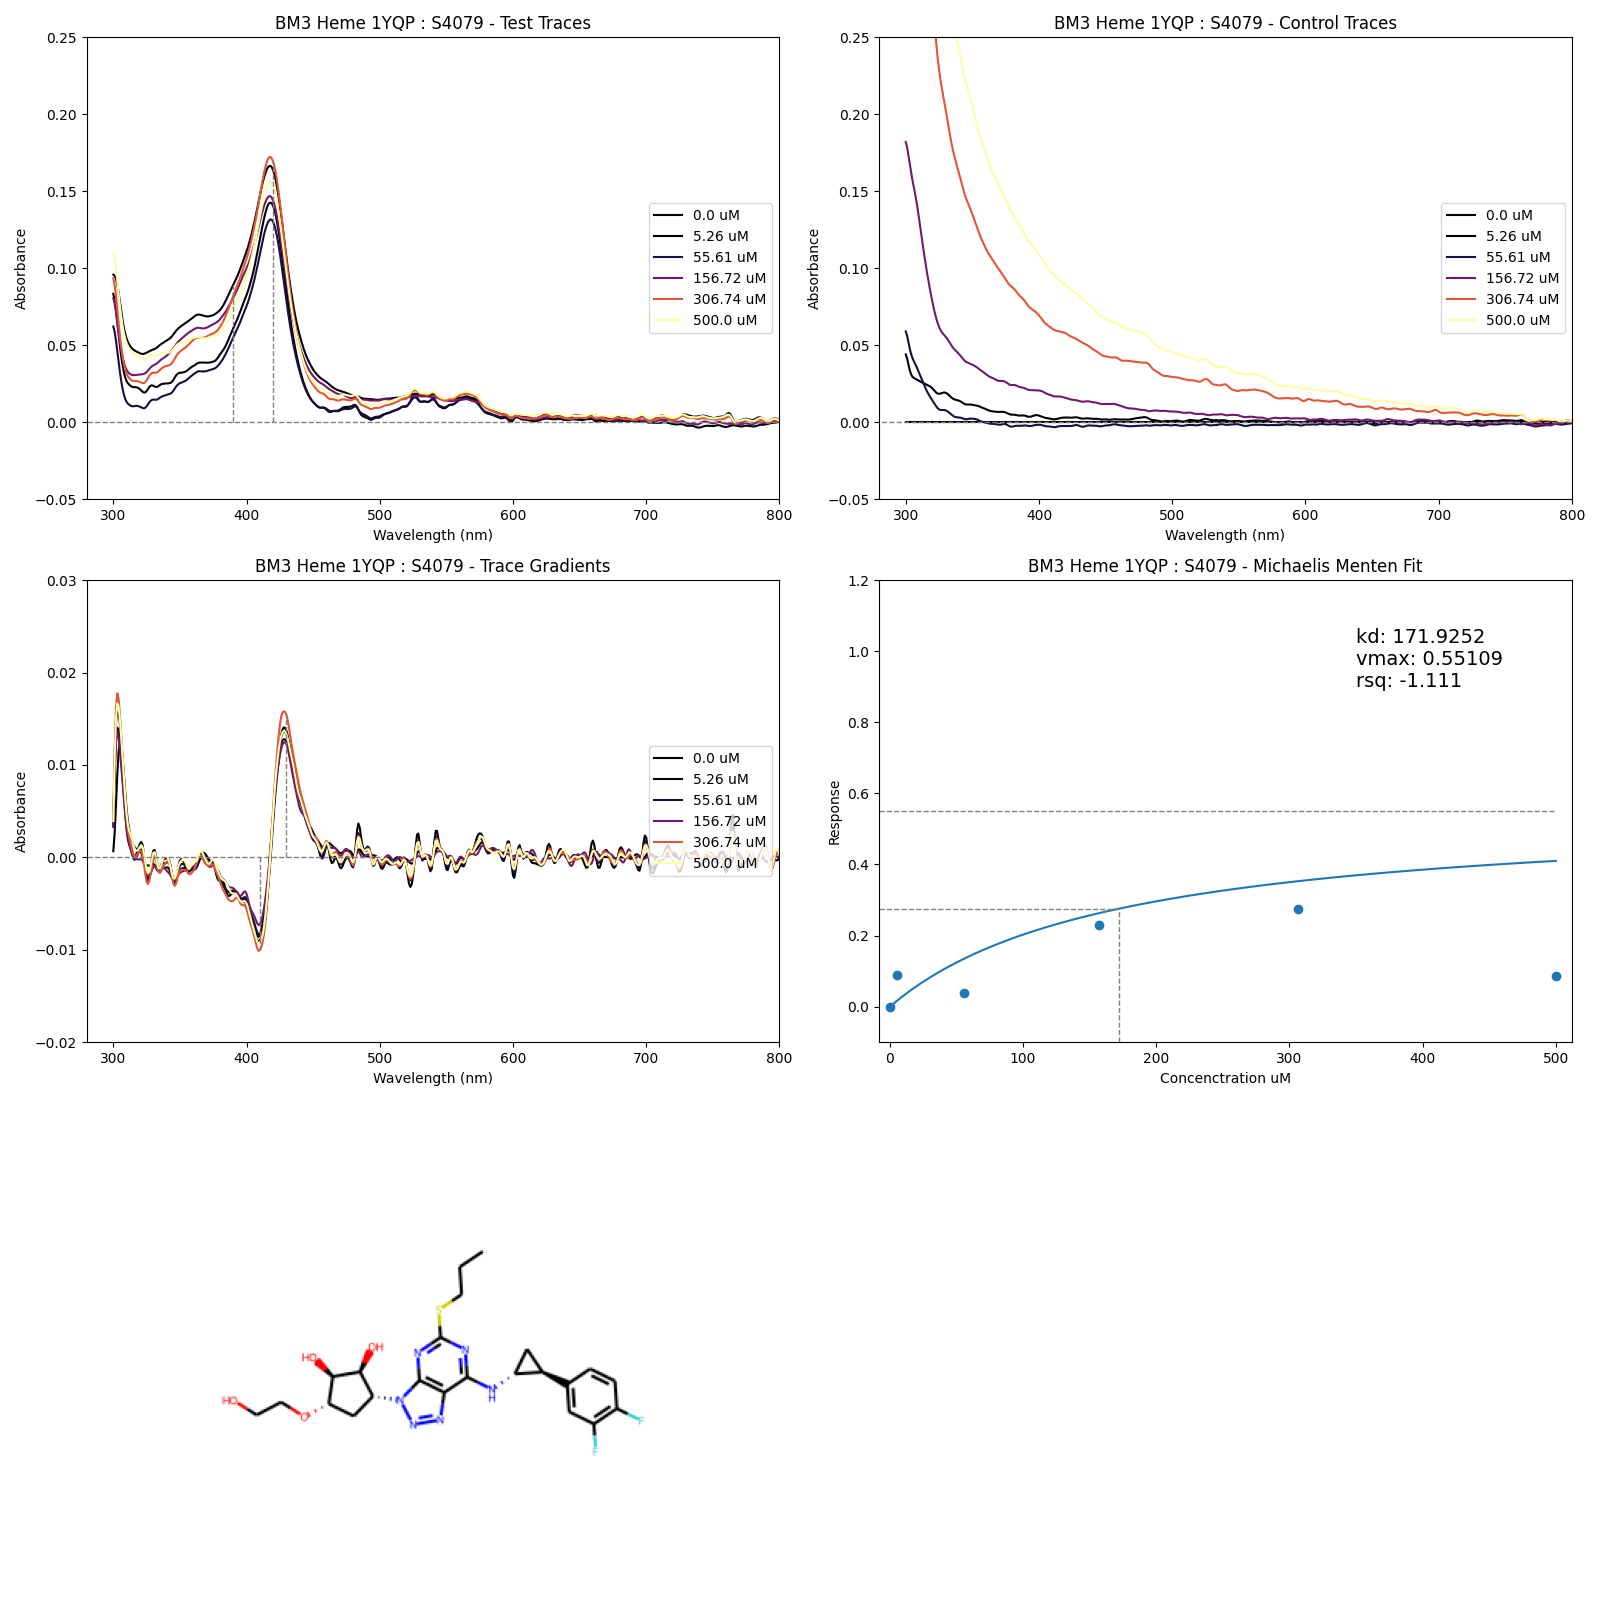 BM3 Heme 1YQP : S4079 - Test Traces
0.25
0.20
0.15
0.10
0.05
0.00
−0.05
Absorbance
300
400
500
600
700
800
Wavelength (nm)
0.0 uM
5.26 uM
55.61 uM
156.72 uM
306.74 uM
500.0 uM
BM3 Heme 1YQP : S4079 - Control Traces
0.25
0.20
0.15
0.10
0.05
0.00
−0.05
Absorbance
300
400
500
600
700
800
Wavelength (nm)
0.0 uM
5.26 uM
55.61 uM
156.72 uM
306.74 uM
500.0 uM
BM3 Heme 1YQP : S4079 - Trace Gradients
0.03
0.02
0.01
0.00
−0.01
−0.02
Absorbance
300
400
500
600
700
800
Wavelength (nm)
0.0 uM
5.26 uM
55.61 uM
156.72 uM
306.74 uM
500.0 uM
BM3 Heme 1YQP : S4079 - Michaelis Menten Fit
1.2
1.0
0.8
0.6
0.4
0.2
0.0
Response
0
100
200
300
400
500
Concenctration uM
kd: 171.9252
vmax: 0.55109
rsq: -1.111
S
HO
OH
N
N
HO
O
N
N
N
N
H
F
F